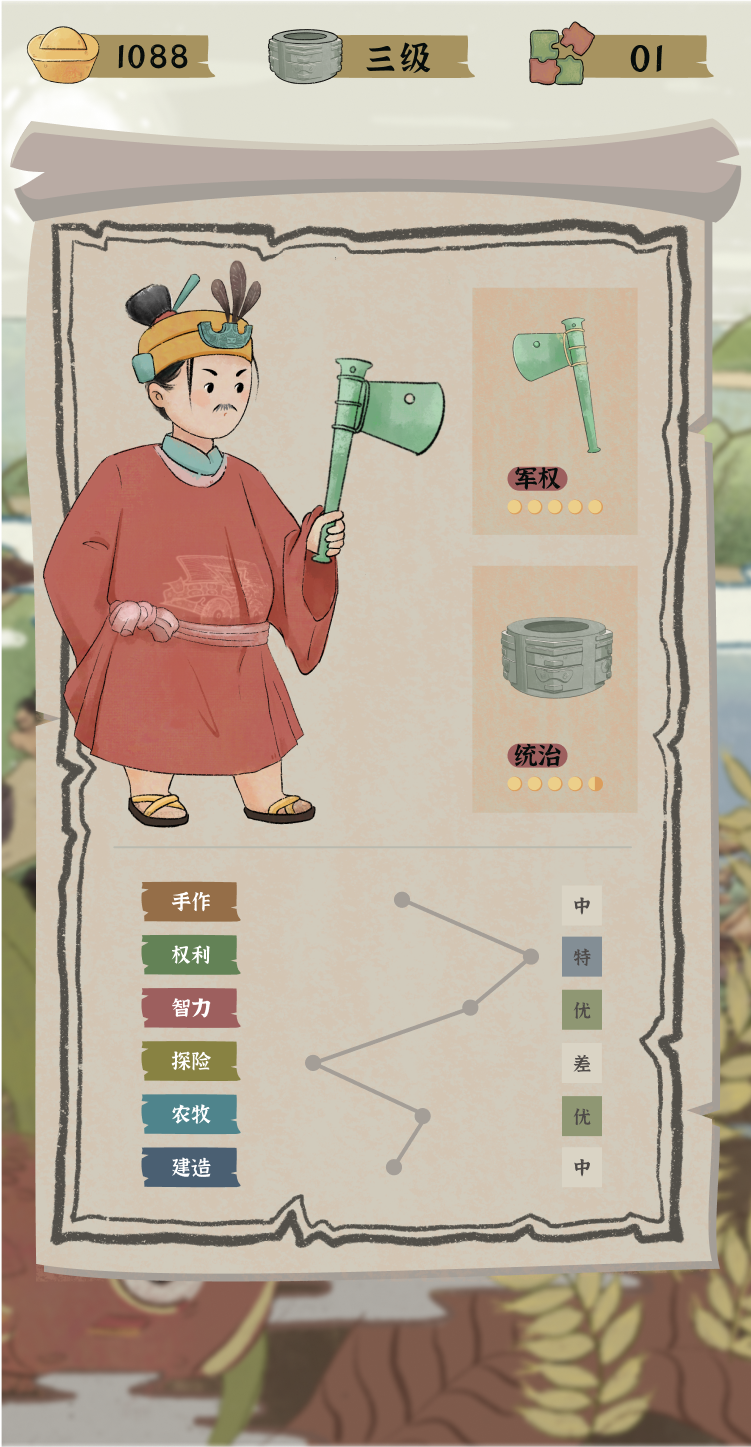 1088
三级
01
军权
统治
手作
中
权利
特
智力
优
探险
差
农牧
优
建造
中